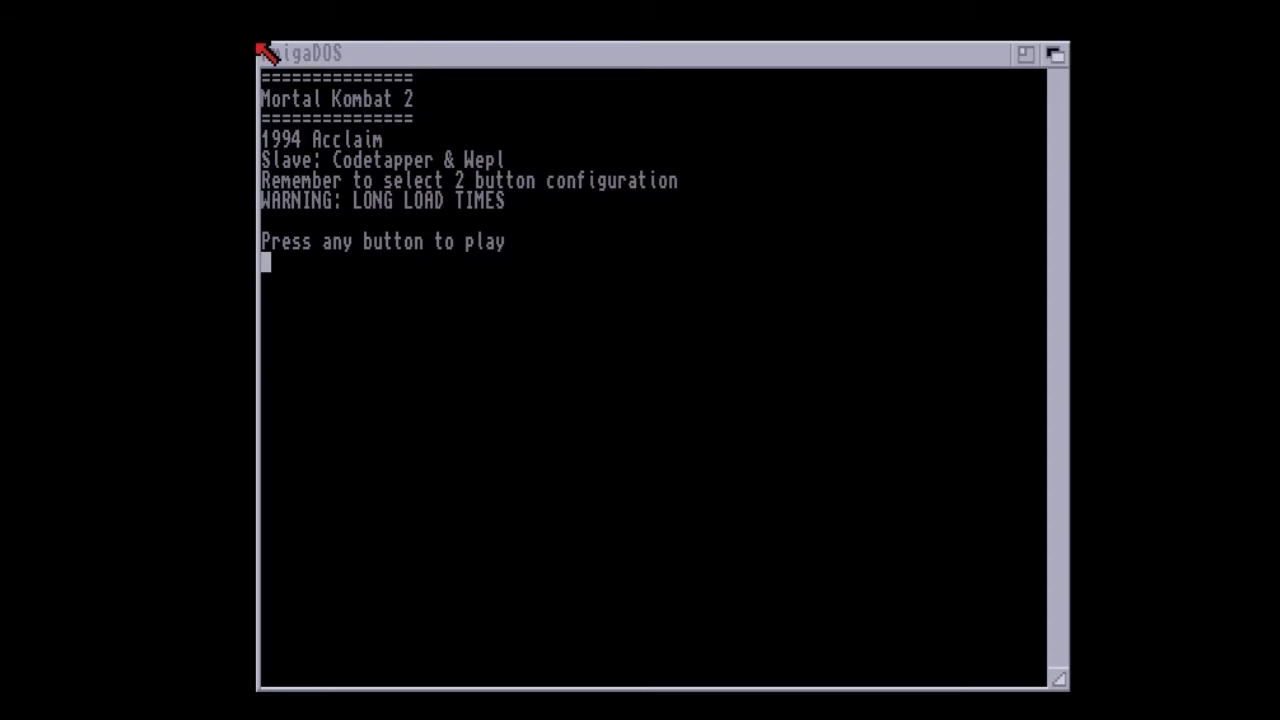 AmigaDOS
===============
Mortal Kombat 2
===============
1994 Acclaim
Slave: Codetapper & Wepl
Remember to select 2 button configuration
WARNING: LONG LOAD TIMES
Press any button to play